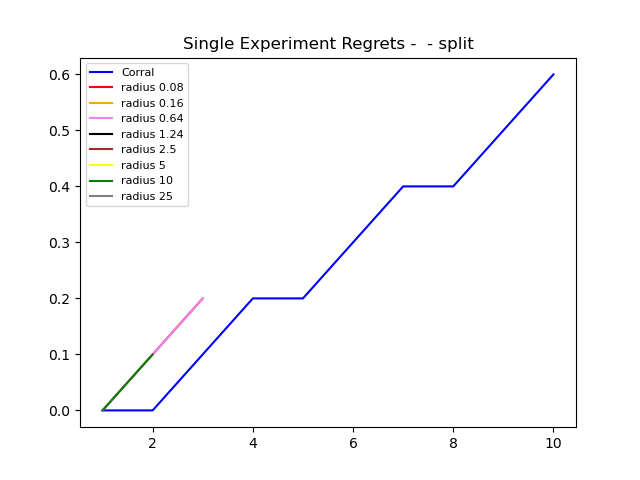 Single Experiment Regrets -  - split
Corral
radius 0.08
radius 0.16
radius 0.64
radius 1.24
radius 2.5
radius 5
radius 10
radius 25
0.6
0.5
0.4
0.3
0.2
0.1
0.0
2 4 6 8 10